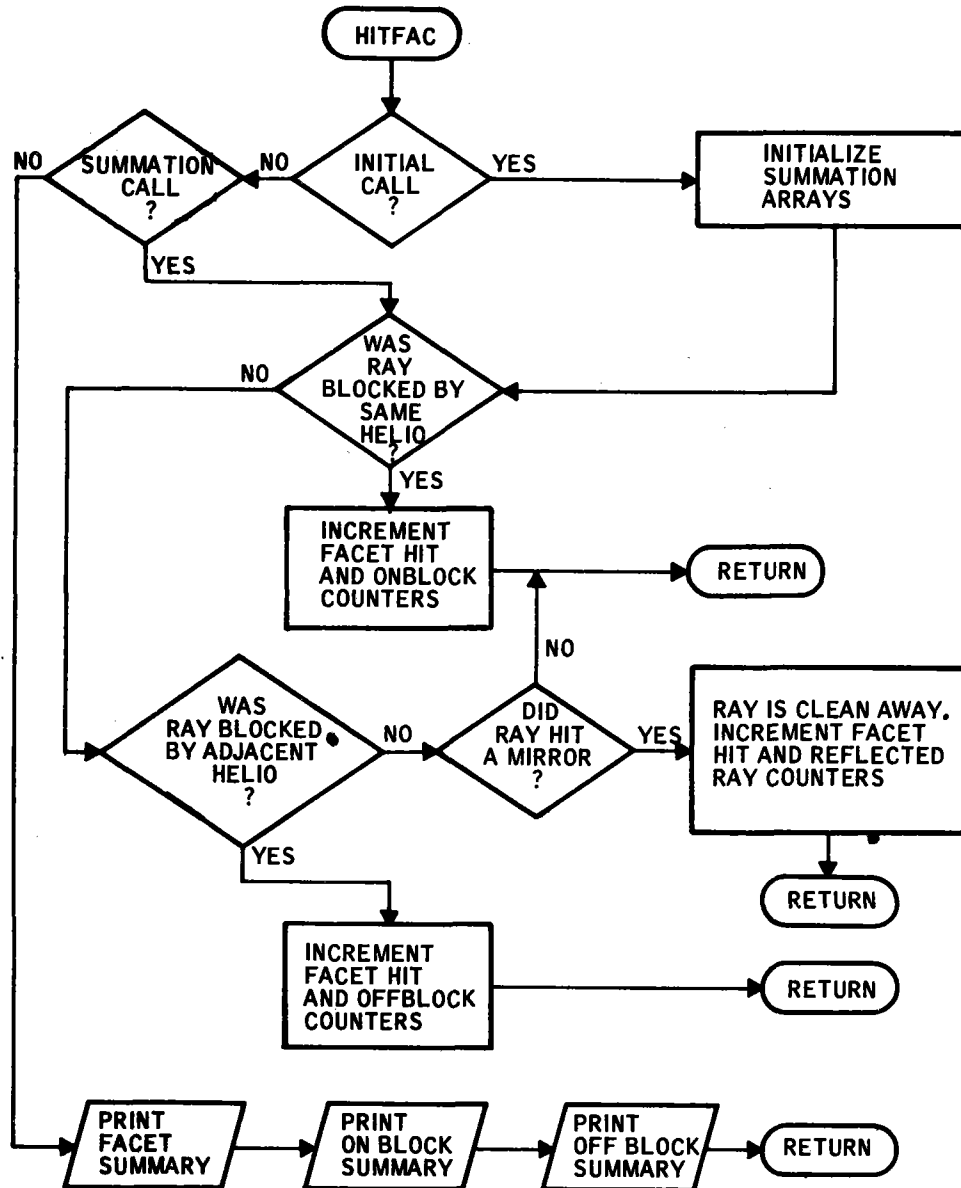 HITFAC
NO
SUMMATION
CALL
?
NO
INITIAL
CALL
?
YES
INITIALIZE
SUMMATION
ARRAYS
YES
NO
WAS
RAY
BLOCKED BY
SAME
HELIO
?
YES
INCREMENT
FACET HIT
AND ONBLOCK
COUNTERS
RETURN
NO
WAS
RAY BLOCKED
BY ADJACENT
HELIO
?
NO
DID
RAY HIT
A MIRROR
?
YES
RAY IS CLEAN AWAY.
INCREMENT FACET
HIT AND REFLECTED
RAY COUNTERS
YES
RETURN
INCREMENT
FACET HIT
AND OFFBLOCK
COUNTERS
RETURN
PRINT
FACET
SUMMARY
PRINT
ON BLOCK
SUMMARY
PRINT
OFF BLOCK
SUMMARY
RETURN